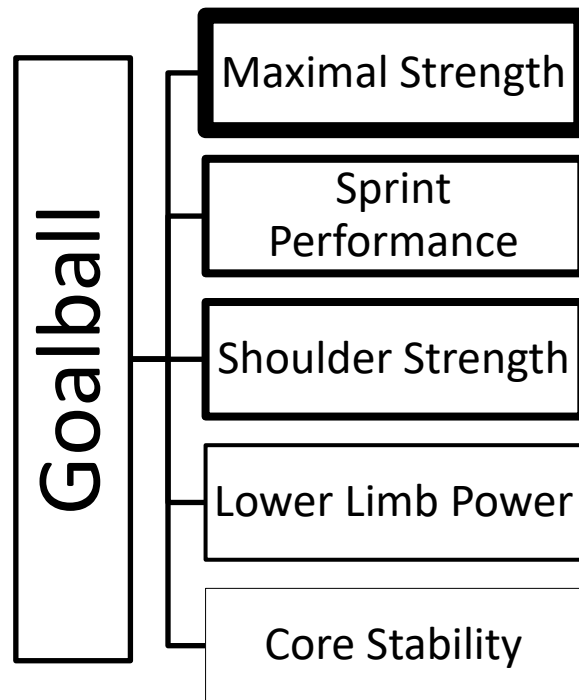 Goalball
Maximal Strength
Sprint
Performance
Shoulder Strength
Lower Limb Power
Core Stability